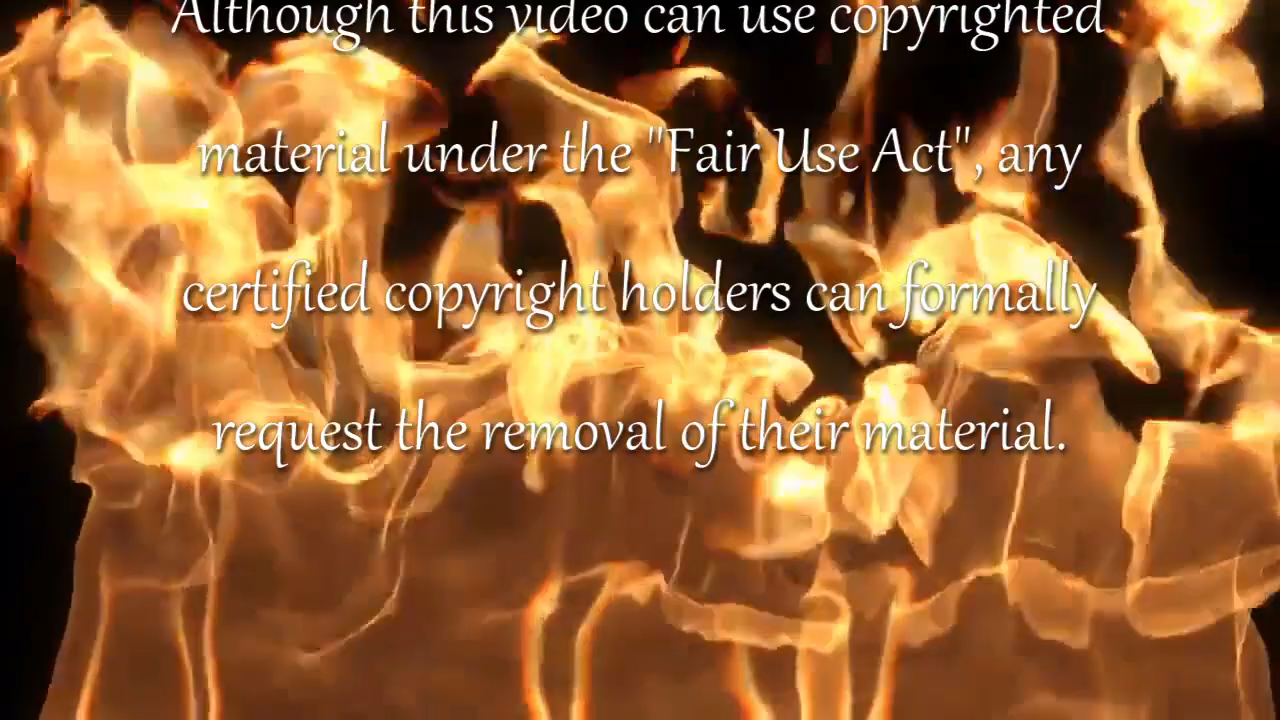 Although this video can use copyrighted
material under the "Fair Use Act", any
certified copyright holders can formally
request the removal of their material.